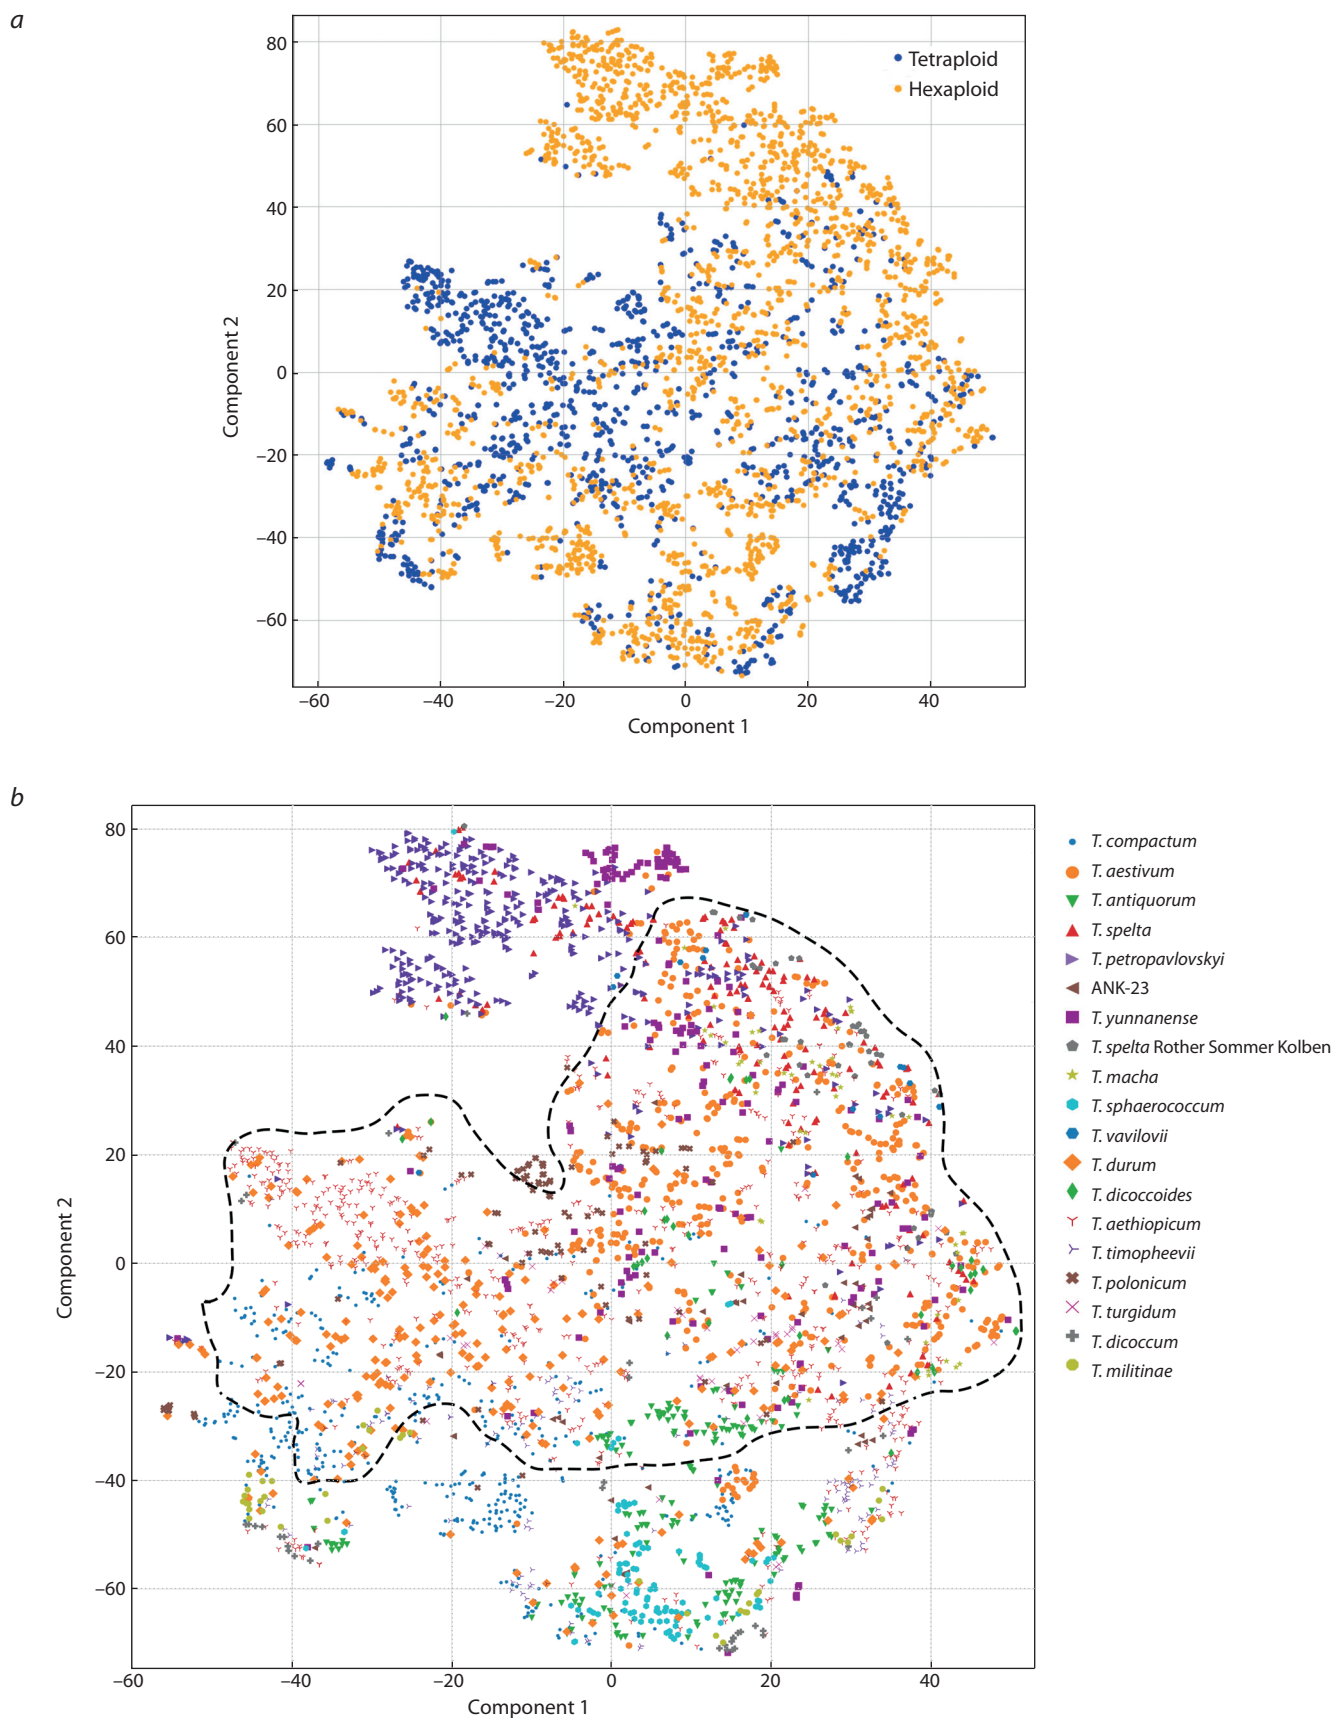 a
80
60
40
20
0
−20
−40
−60
Component 2
Tetraploid
Hexaploid
−60
−40
−20
0
20
40
Component 1
b
80
60
40
20
0
−20
−40
−60
Component 2
−60
−40
−20
0
20
40
Component 1
T. compactum
T. aestivum
T. antiquorum
T. spelta
T. petropavlovskyi
ANK-23
T. yunnanense
T. spelta Rother Sommer Kolben
T. macha
T. sphaerococcum
T. vavilovii
T. durum
T. dicoccoides
T. aethiopicum
T. timopheevii
T. polonicum
T. turgidum
T. dicoccum
T. militinae